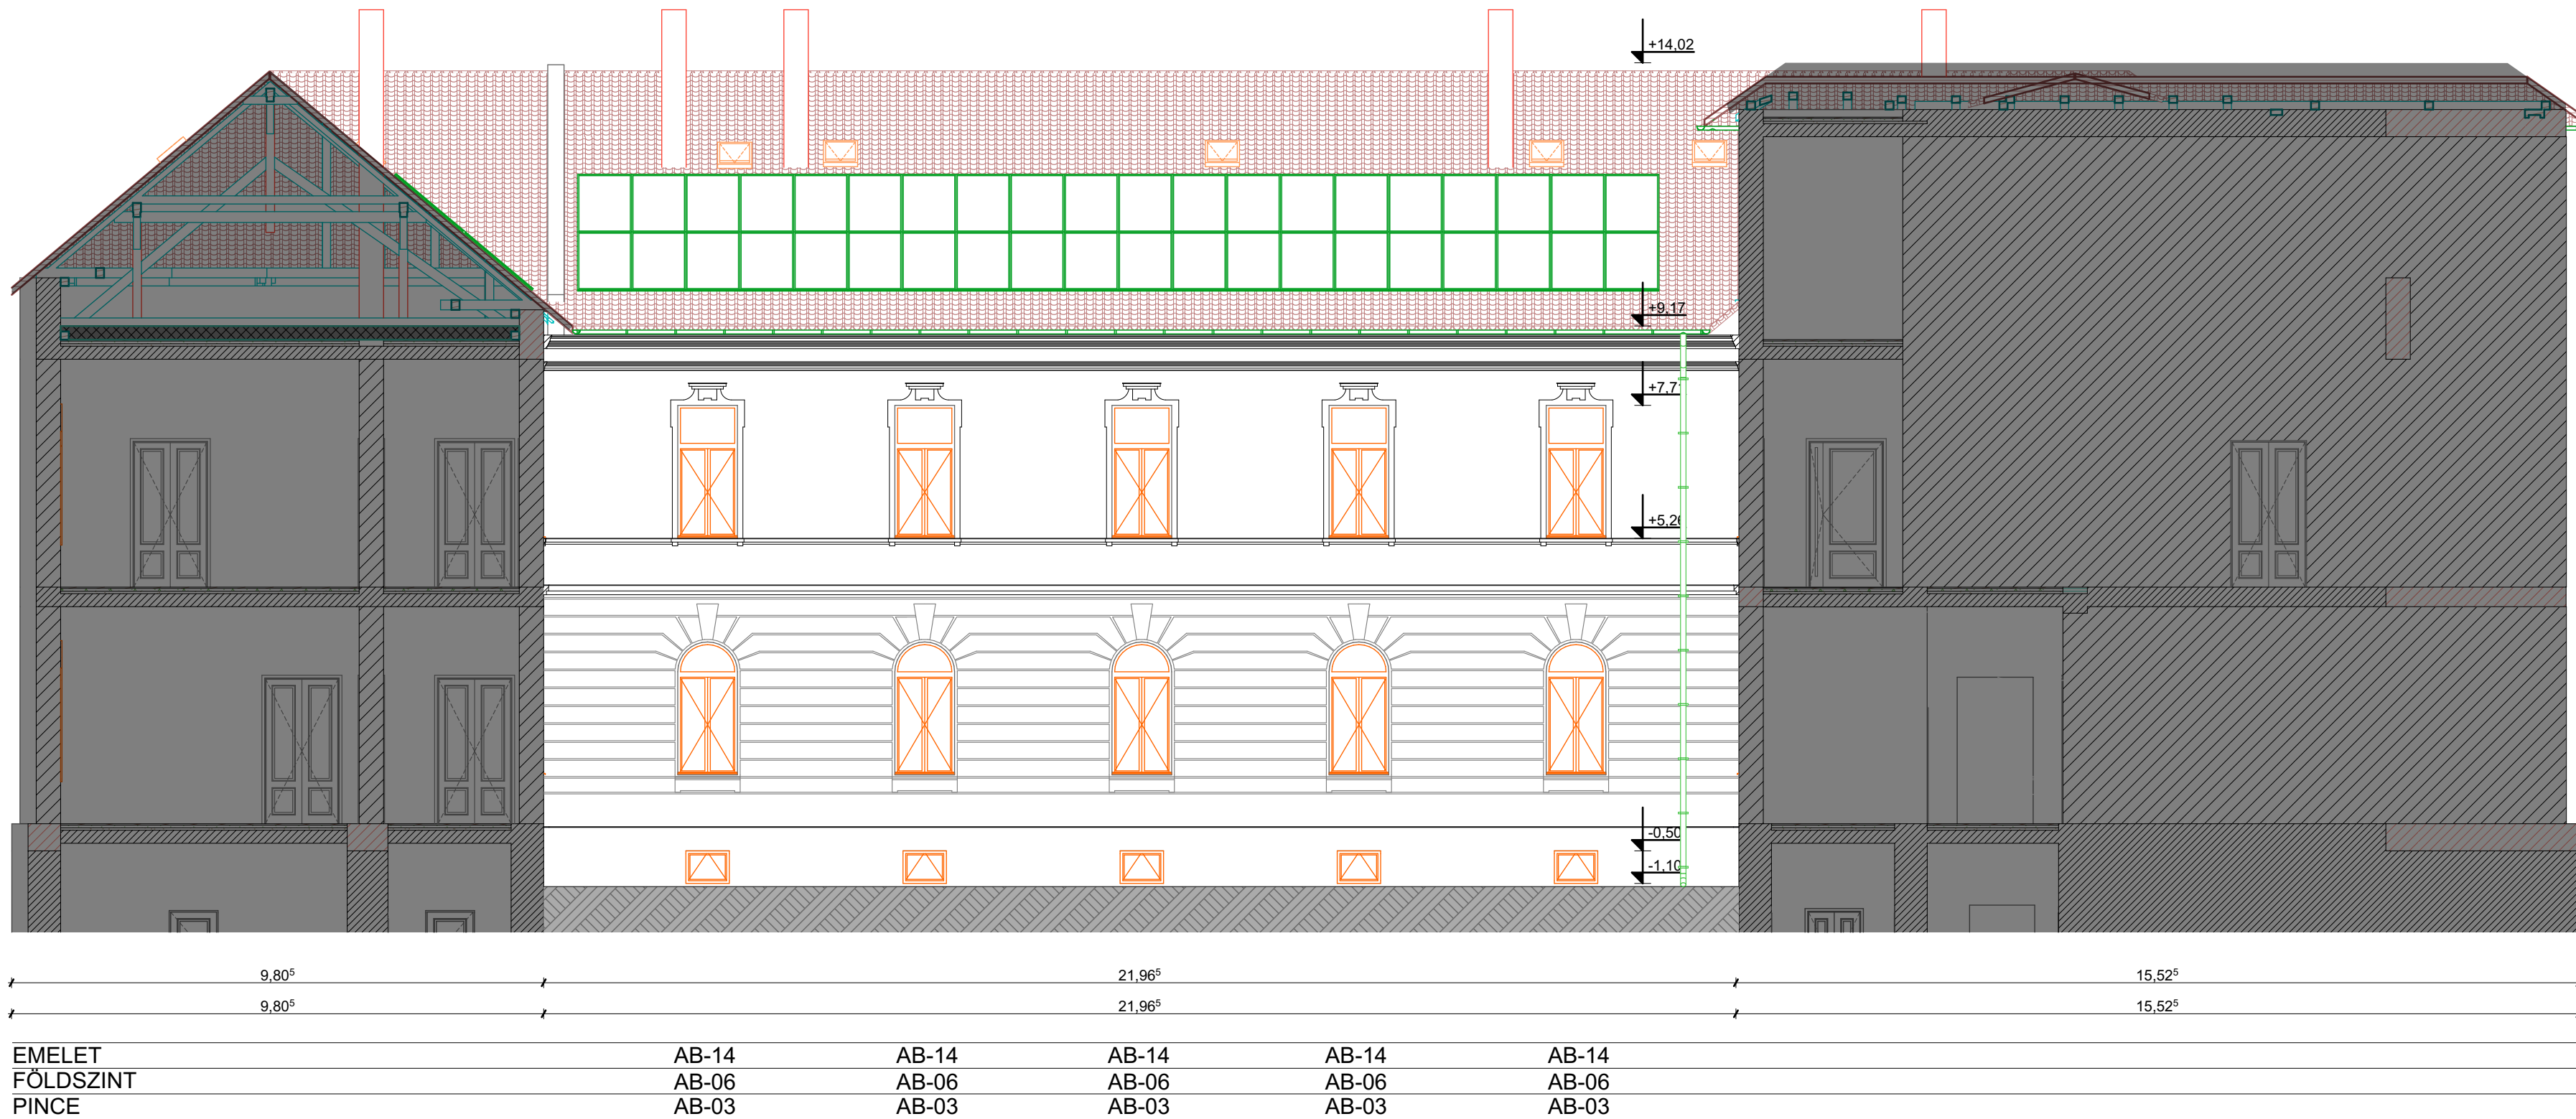 +14,02
+9,17
+7,7
+5,26
-0,50
-1,10
9,80⁵ 21,96⁵ 15,52⁵
9,80⁵ 21,96⁵ 15,52⁵
EMELET AB-14 AB-14 AB-14 AB-14 AB-14
FÖLDSZINT AB-06 AB-06 AB-06 AB-06 AB-06
PINCE AB-03 AB-03 AB-03 AB-03 AB-03